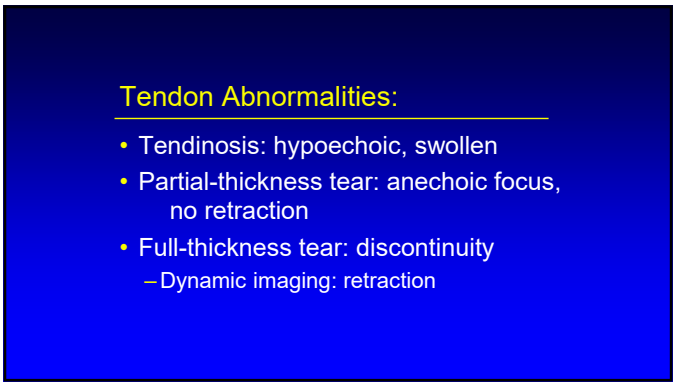 Tendon Abnormalities:
• Tendinosis: hypoechoic, swollen
• Partial-thickness tear: anechoic focus,
no retraction
• Full-thickness tear: discontinuity
–Dynamic imaging: retraction